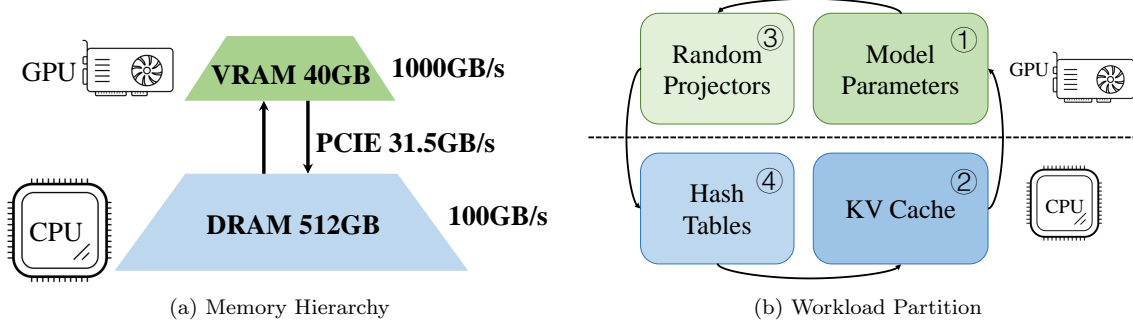 GPU
VRAM 40GB
1000GB/s
PCIE 31.5GB/s
CPU
DRAM 512GB
100GB/s
(a) Memory Hierarchy
③
Random
Projectors
①
Model
Parameters
GPU
④
Hash
Tables
②
KV Cache
CPU
(b) Workload Partition